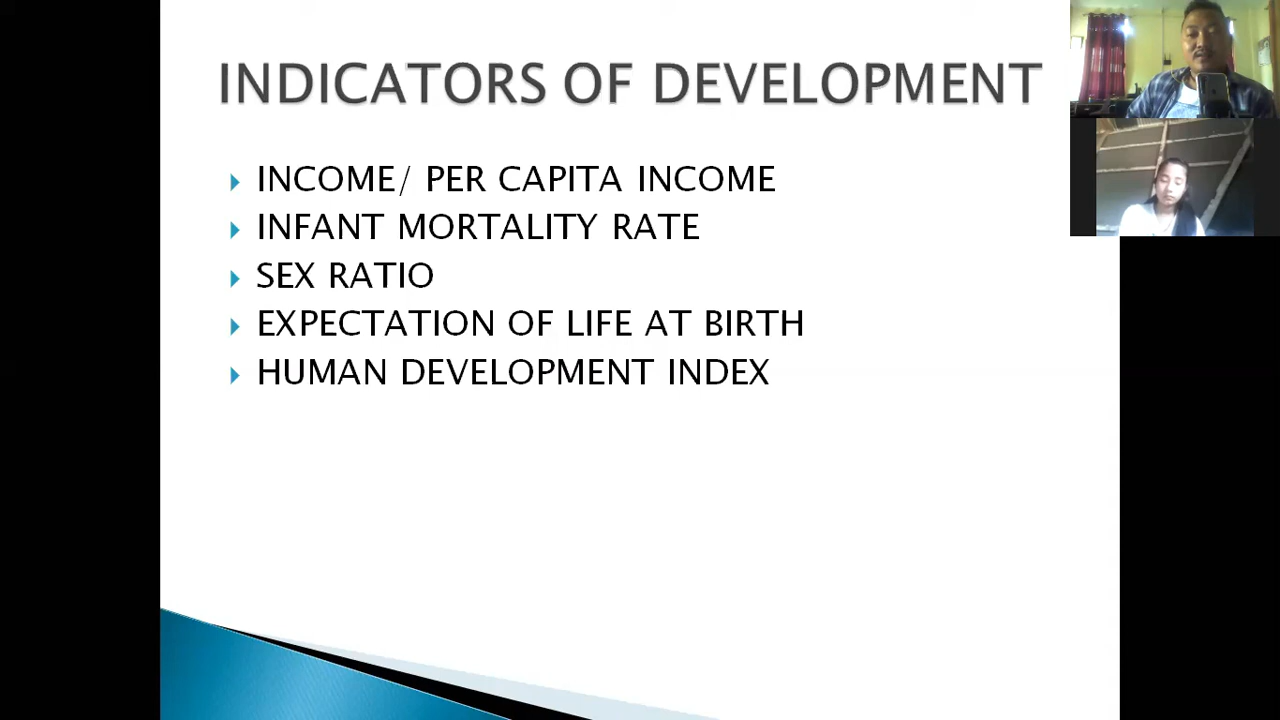 INDICATORS OF DEVELOPMENT
INCOME/ PER CAPITA INCOME
INFANT MORTALITY RATE
SEX RATIO
EXPECTATION OF LIFE AT BIRTH
HUMAN DEVELOPMENT INDEX